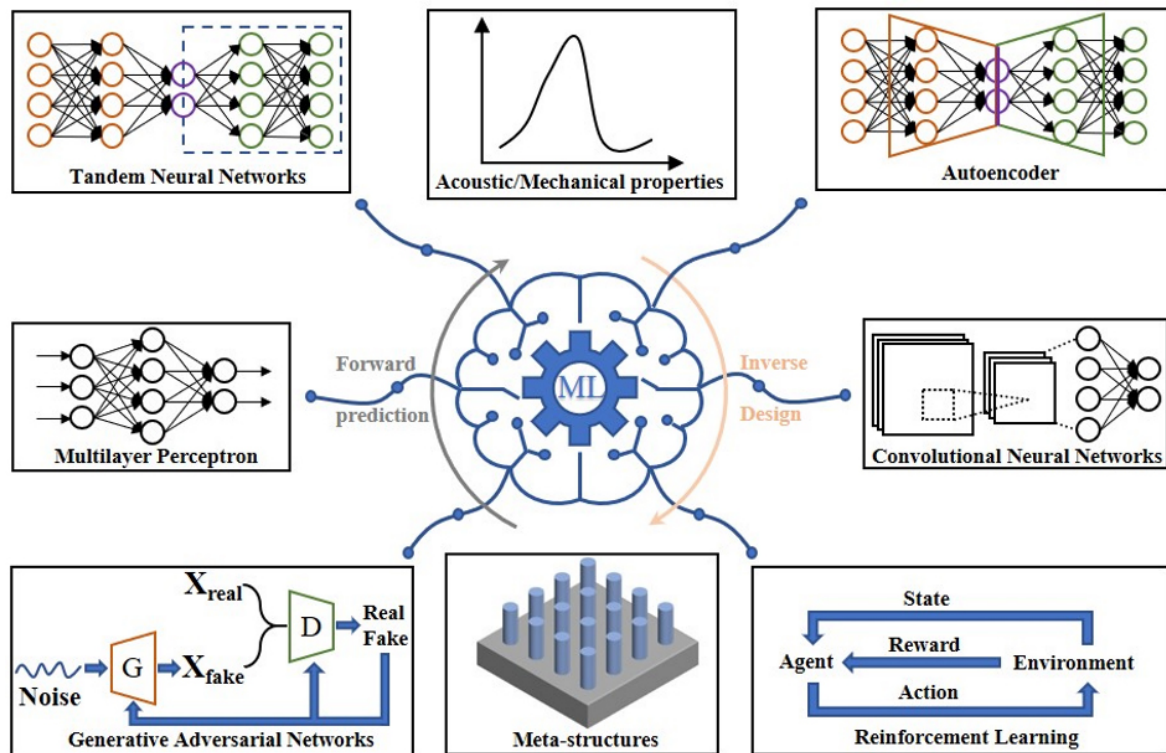 Tandem Neural Networks
Acoustic/Mechanical properties
Autoencoder
Forward
prediction
ML
Inverse
Design
Multilayer Perceptron
Convolutional Neural Networks
Noise
G
Xreal
Xfake
D
Real
Fake
Generative Adversarial Networks
Meta-structures
State
Agent
Reward
Environment
Action
Reinforcement Learning